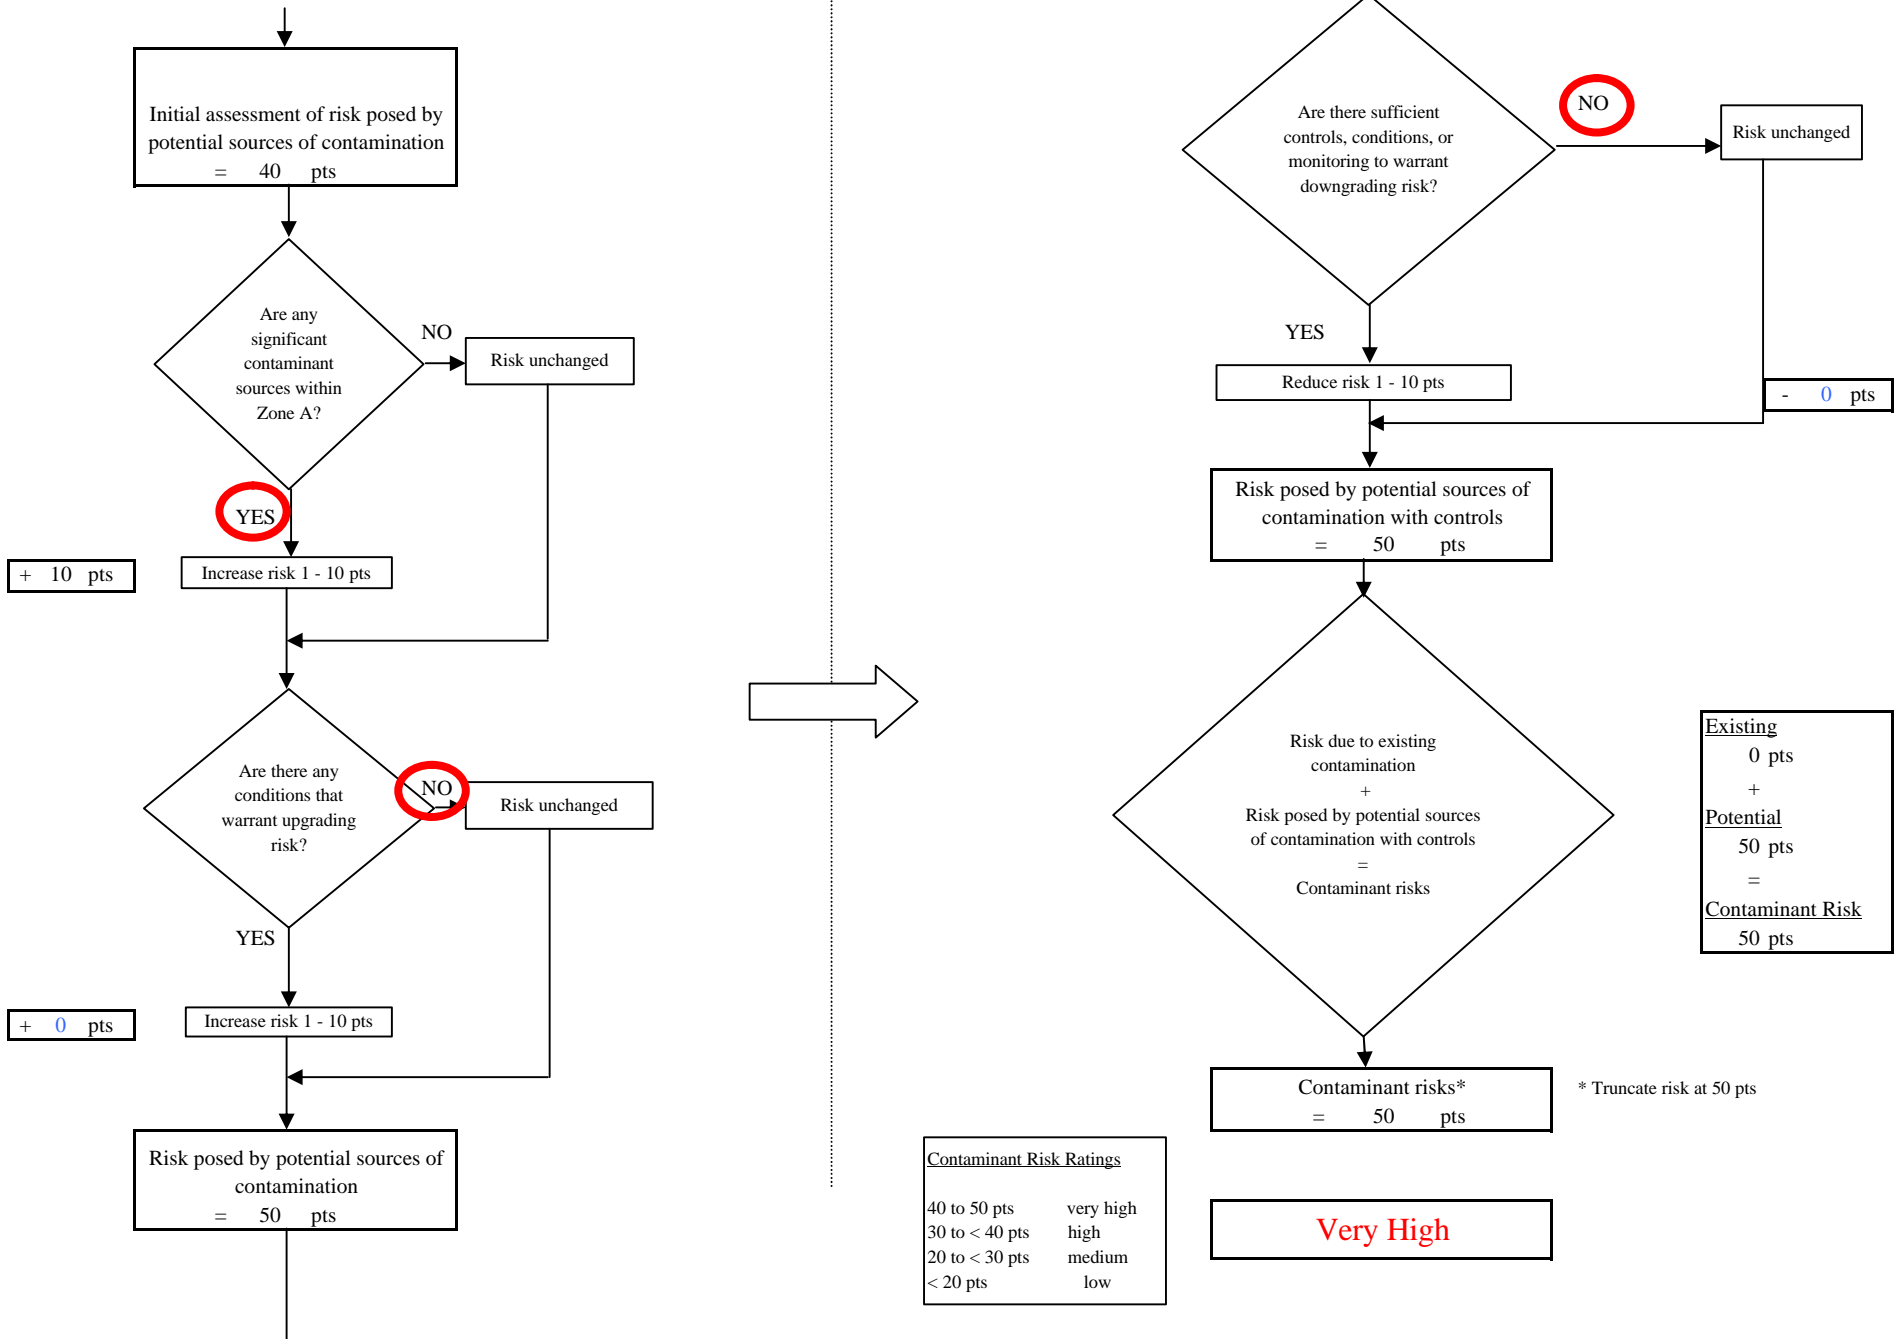 Initial assessment of risk posed by
potential sources of contamination
= 40 pts
Are any
significant
contaminant
sources within
Zone A?
NO
Risk unchanged
YES
+ 10 pts
Increase risk 1 - 10 pts
Are there any
conditions that
warrant upgrading
risk?
NO
Risk unchanged
YES
+ 0 pts
Increase risk 1 - 10 pts
Risk posed by potential sources of
contamination
= 50 pts
Are there sufficient
controls, conditions, or
monitoring to warrant
downgrading risk?
NO
Risk unchanged
YES
Reduce risk 1 - 10 pts
- 0 pts
Risk posed by potential sources of
contamination with controls
= 50 pts
Risk due to existing
contamination
+
Risk posed by potential sources
of contamination with controls
=
Contaminant risks
Existing
0 pts
+
Potential
50 pts
=
Contaminant Risk
50 pts
Contaminant risks*
= 50 pts
* Truncate risk at 50 pts
Contaminant Risk Ratings
40 to 50 pts very high
30 to < 40 pts high
20 to < 30 pts medium
< 20 pts low
Very High